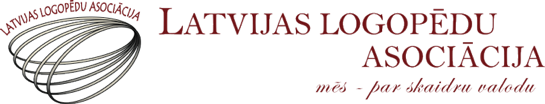 LATVIJAS LOGOPĒDU ASOCIĀCIJA
LATVIJAS LOGOPĒDU
ASOCIĀCIJA
mēs - par skaidru valodu